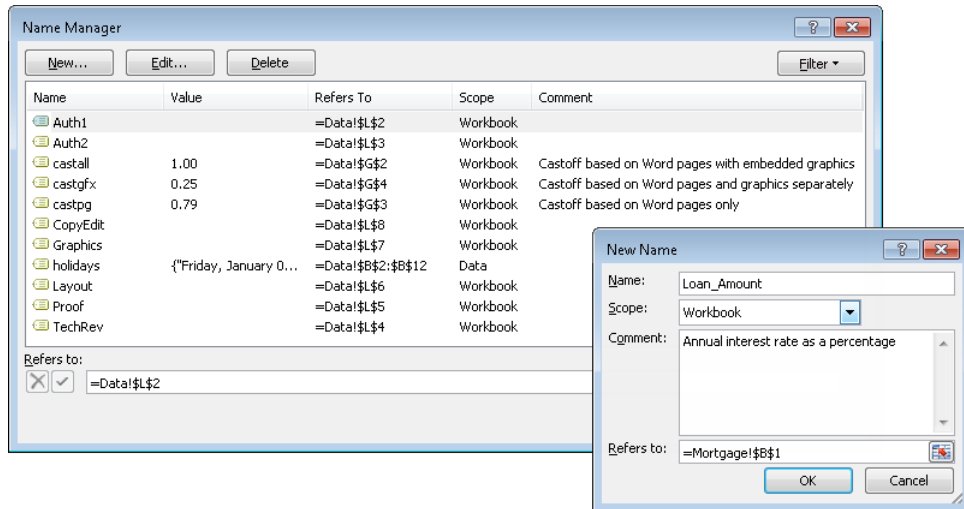 Name Manager
New... Edit... Delete Filter
Name Value Refers To Scope Comment
Auth1 =Data!$L$2 Workbook
Auth2 =Data!$L$3 Workbook
castall 1.00 =Data!$G$2 Workbook Castoff based on Word pages with embedded graphics
castgfx 0.25 =Data!$G$4 Workbook Castoff based on Word pages and graphics separately
castpg 0.79 =Data!$G$3 Workbook Castoff based on Word pages only
CopyEdit =Data!$L$8 Workbook
Graphics =Data!$L$7 Workbook
holidays {"Friday, January 0... =Data!$B$2:$B$12 Data
Layout =Data!$L$6 Workbook
Proof =Data!$L$5 Workbook
TechRev =Data!$L$4 Workbook
Refers to:
=Data!$L$2
New Name
Name: Loan_Amount
Scope: Workbook
Comment: Annual interest rate as a percentage
Refers to: =Mortgage!$B$1
OK Cancel